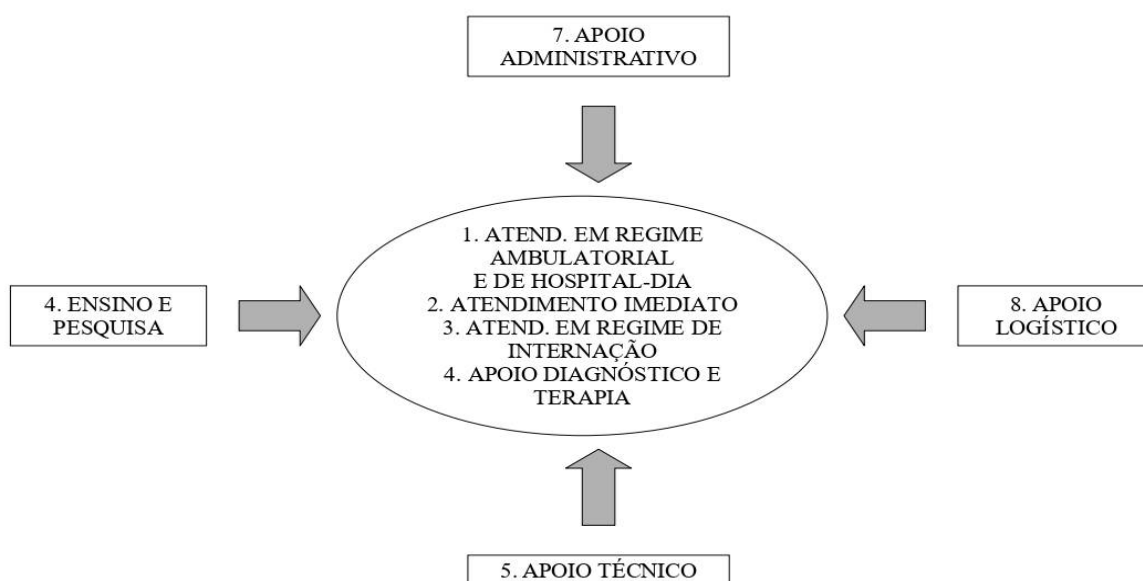 7. APOIO
ADMINISTRATIVO
1. ATEND. EM REGIME
AMBULATORIAL
E DE HOSPITAL-DIA
2. ATENDIMENTO IMEDIATO
3. ATEND. EM REGIME DE
INTERNAÇÃO
4. APOIO DIAGNÓSTICO E
TERAPIA
4. ENSINO E
PESQUISA
8. APOIO
LOGÍSTICO
5. APOIO TÉCNICO